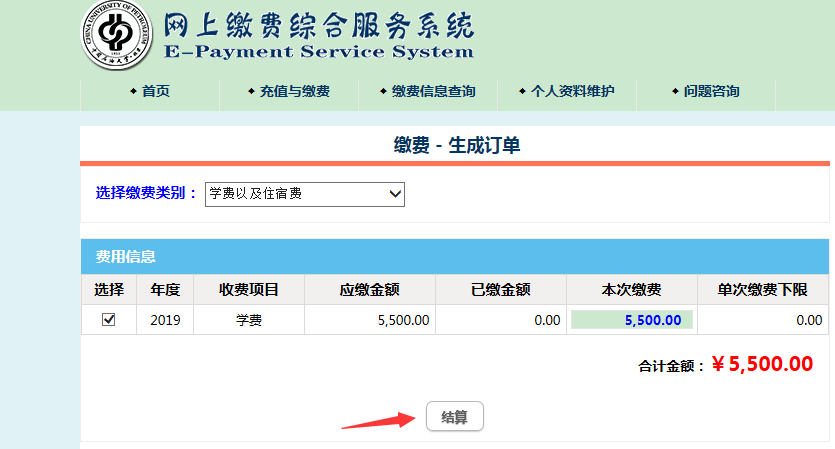 CHINA UNIVERSITY OF PETROLEUM
网上缴费综合服务系统
E-Payment Service System
首页 充值与缴费 缴费信息查询 个人资料维护 问题咨询
缴费 - 生成订单
选择缴费类别： 学费以及住宿费
费用信息
选择 年度 收费项目 应缴金额 已缴金额 本次缴费 单次缴费下限
2019 学费 5,500.00 0.00 5,500.00 0.00
合计金额：￥5,500.00
结算